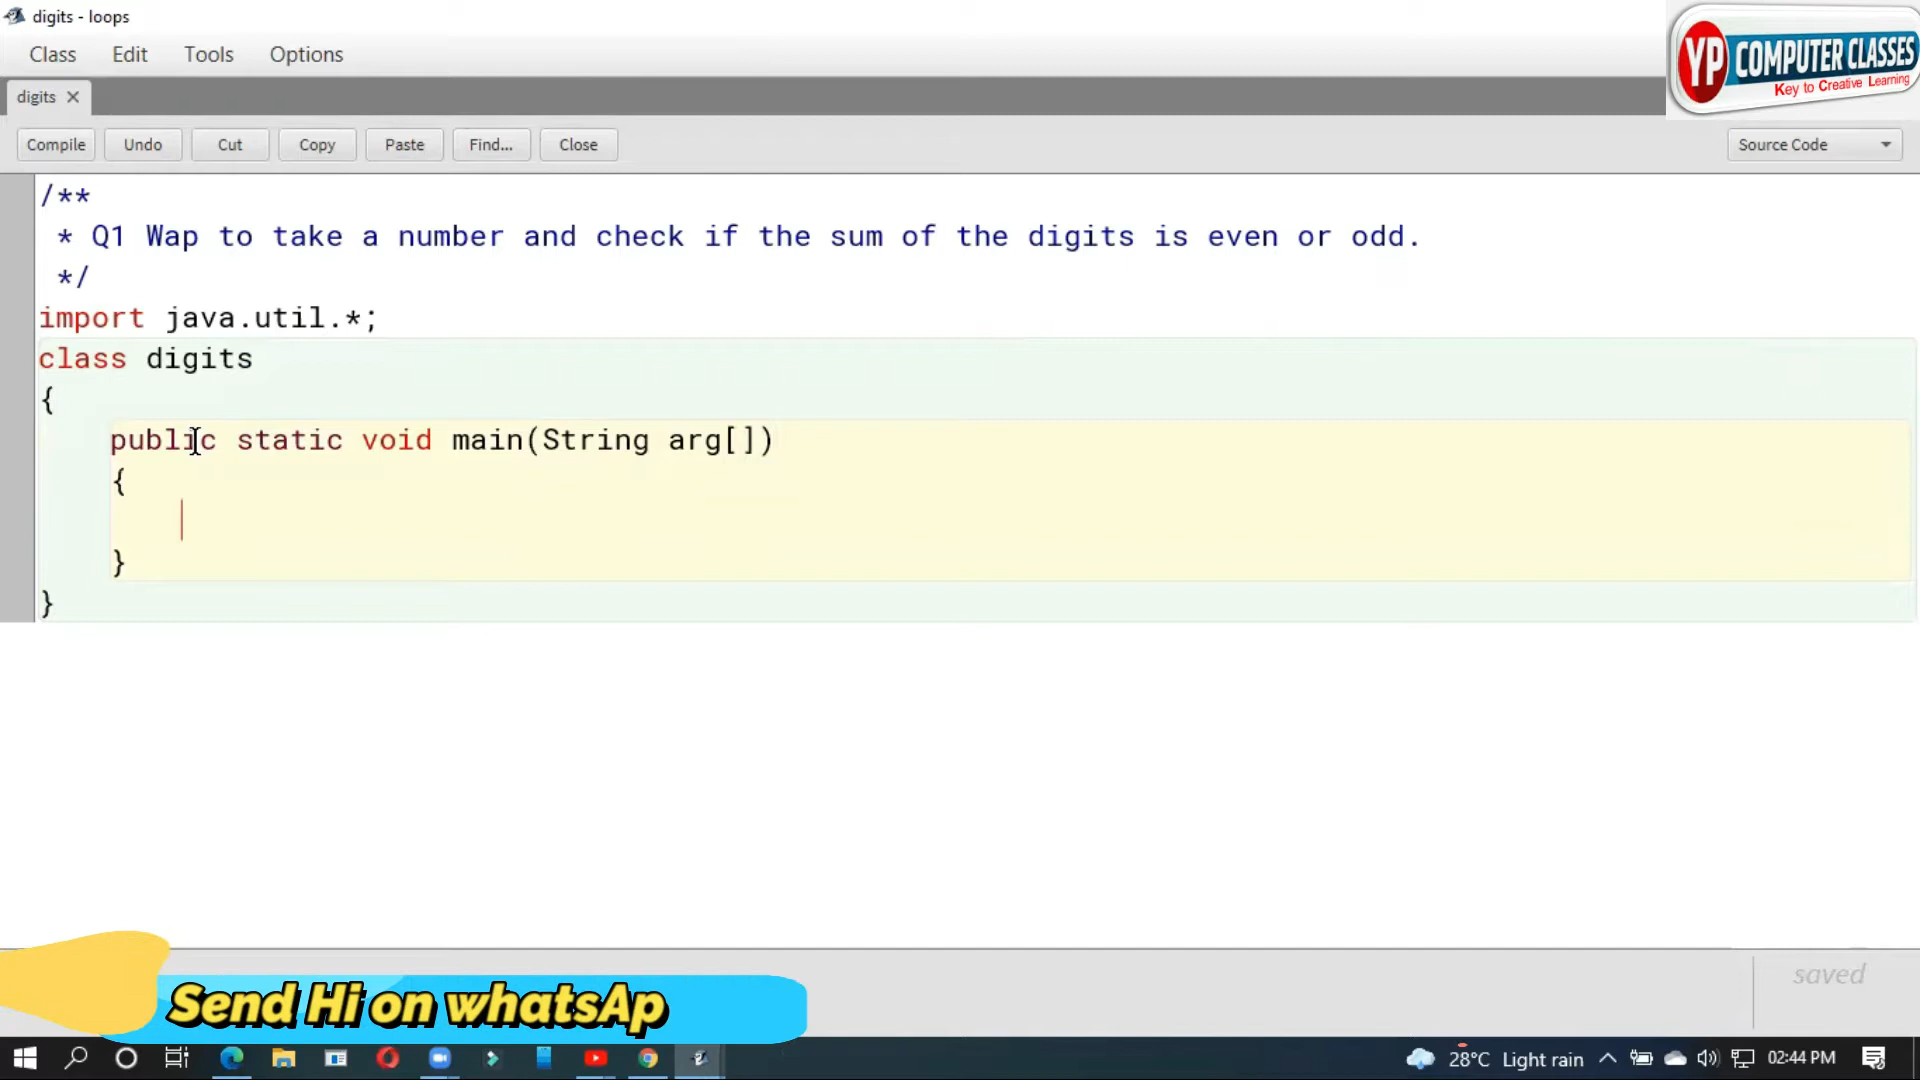 digits - loops
Class Edit Tools Options
YP COMPUTER CLASSES
Key to Creative Learning
digits
Compile Undo Cut Copy Paste Find... Close Source Code
/**
* Q1 Wap to take a number and check if the sum of the digits is even or odd.
*/
import java.util.*;
class digits
{
public static void main(String arg[])
{
}
}
saved
Send Hi on whatsAp
28°C Light rain 02:44 PM